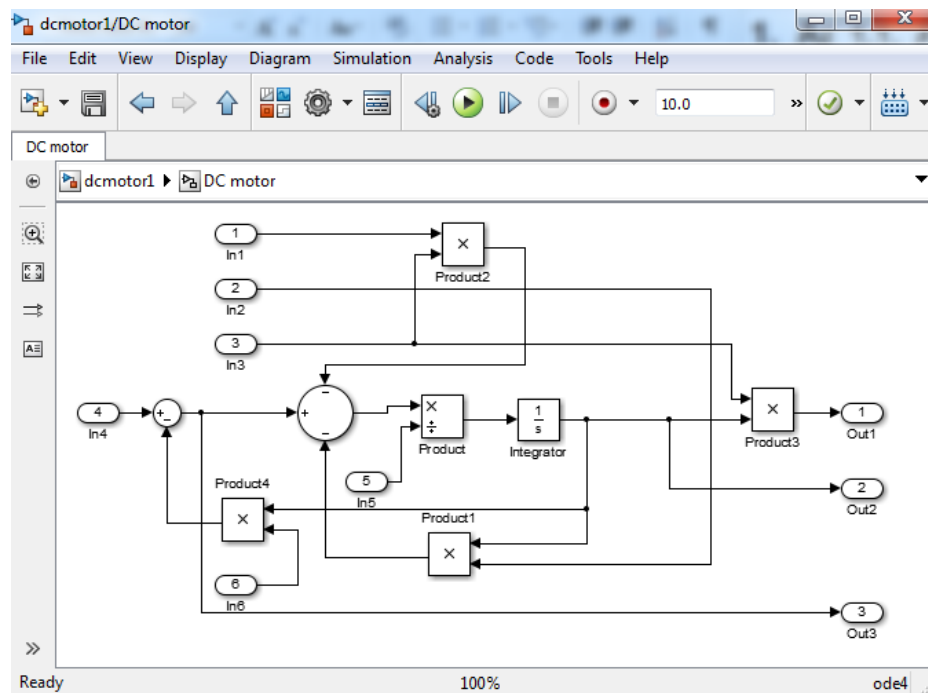 dcmotor1/DC motor
File Edit View Display Diagram Simulation Analysis Code Tools Help
10.0 »
DC motor
dcmotor1 DC motor
1
In1
×
Product2
2
In2
3
In3
4
In4
+
−
−
+
−
×
÷
Product
1
s
Integrator
×
Product3
1
Out1
5
In5
2
Out2
Product4
×
Product1
×
6
In6
3
Out3
Ready 100% ode4